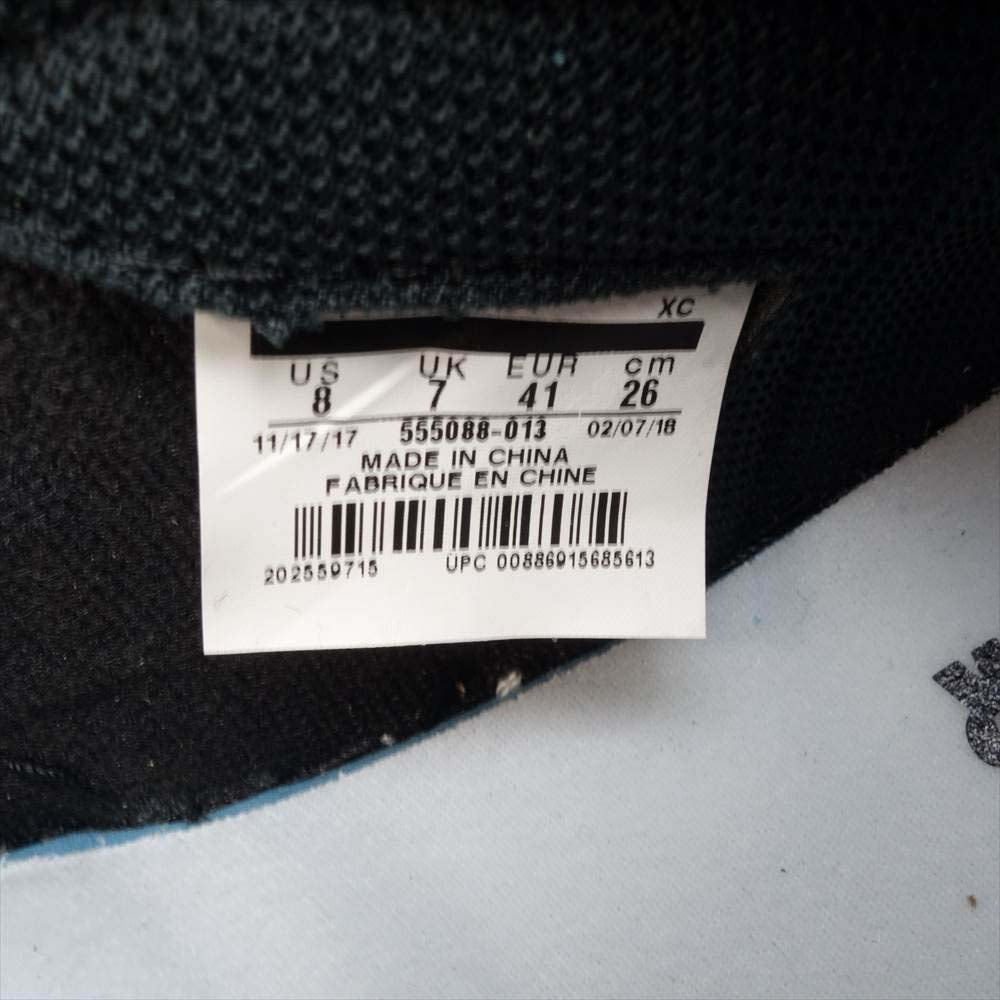 XC
US UK EUR cm
8 7 41 26
11/17/17 555088-013 02/07/18
MADE IN CHINA
FABRIQUE EN CHINE
202559715 UPC 00886915685613